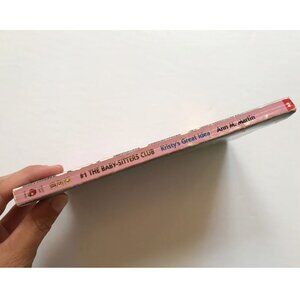 #1 THE BABY-SITTERS CLUB Kristy's Great Idea Ann M. Martin